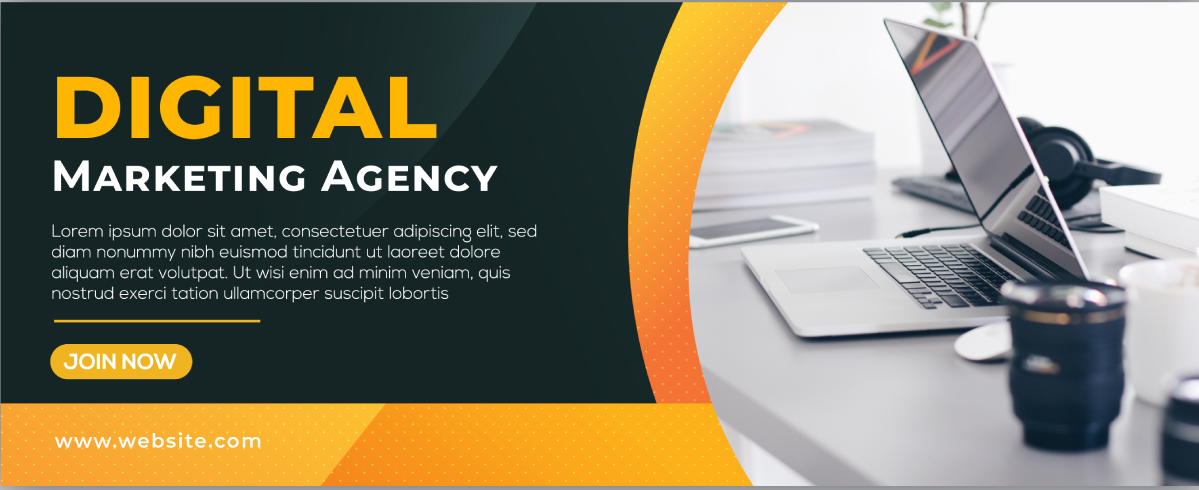 DIGITAL
Marketing Agency
Lorem ipsum dolor sit amet, consectetuer adipiscing elit, sed
diam nonummy nibh euismod tincidunt ut laoreet dolore
aliquam erat volutpat. Ut wisi enim ad minim veniam, quis
nostrud exerci tation ullamcorper suscipit lobortis
JOIN NOW
www.website.com